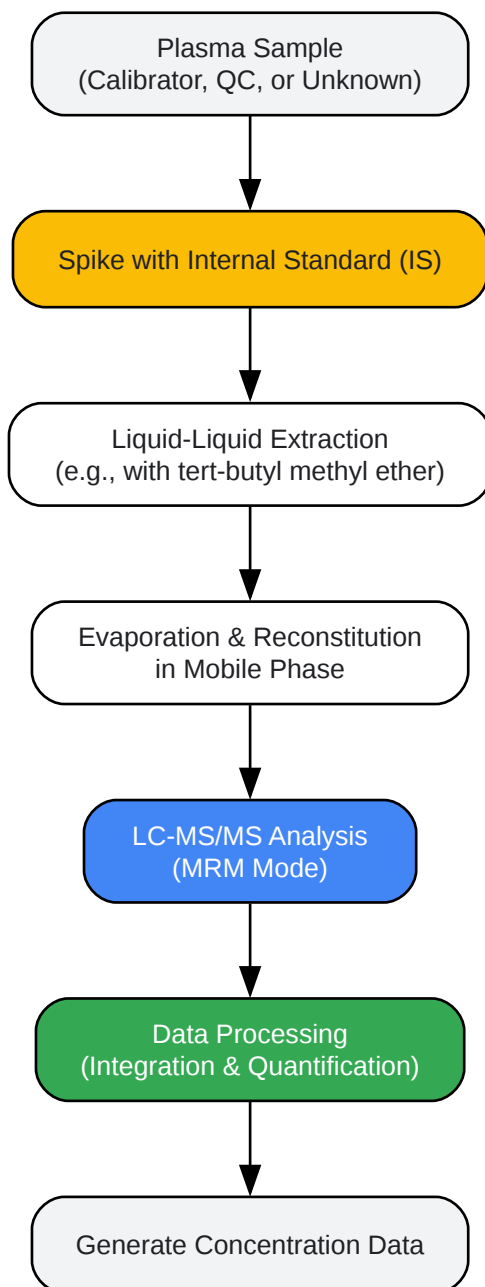 Plasma Sample
(Calibrator, QC, or Unknown)
Spike with Internal Standard (IS)
Liquid-Liquid Extraction
(e.g., with tert-butyl methyl ether)
Evaporation & Reconstitution
in Mobile Phase
LC-MS/MS Analysis
(MRM Mode)
Data Processing
(Integration & Quantification)
Generate Concentration Data